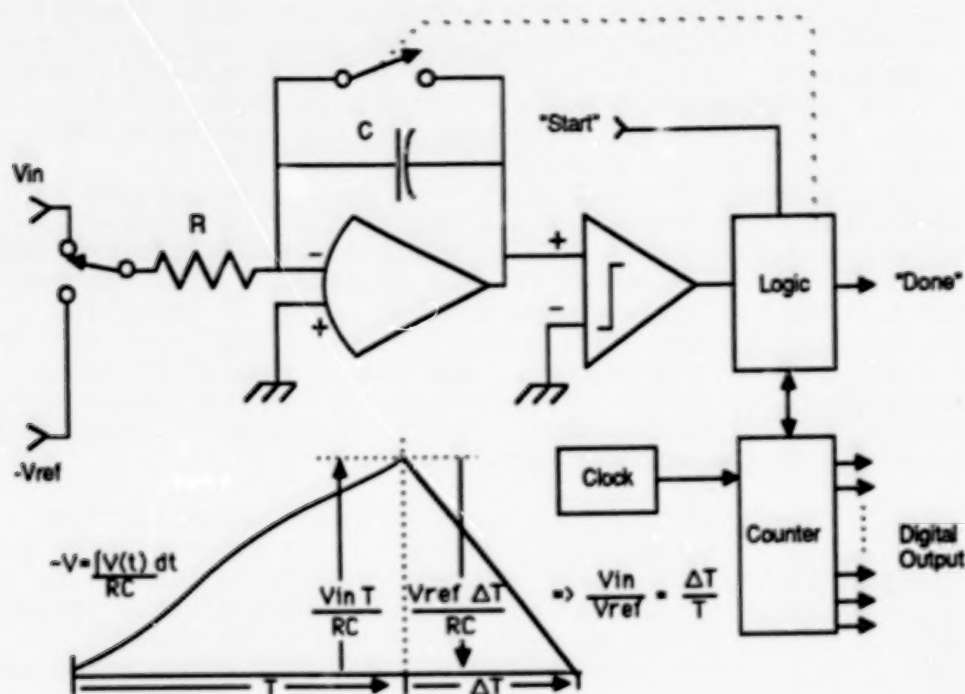 "Start"
C
Vin
R
-
+
+
-
Logic
"Done"
-Vref
Clock
Counter
Digital
Output
-V = ∫V(t) dt
RC
Vin T
RC
Vref ΔT
RC
=> Vin = ΔT
Vref T
T
ΔT